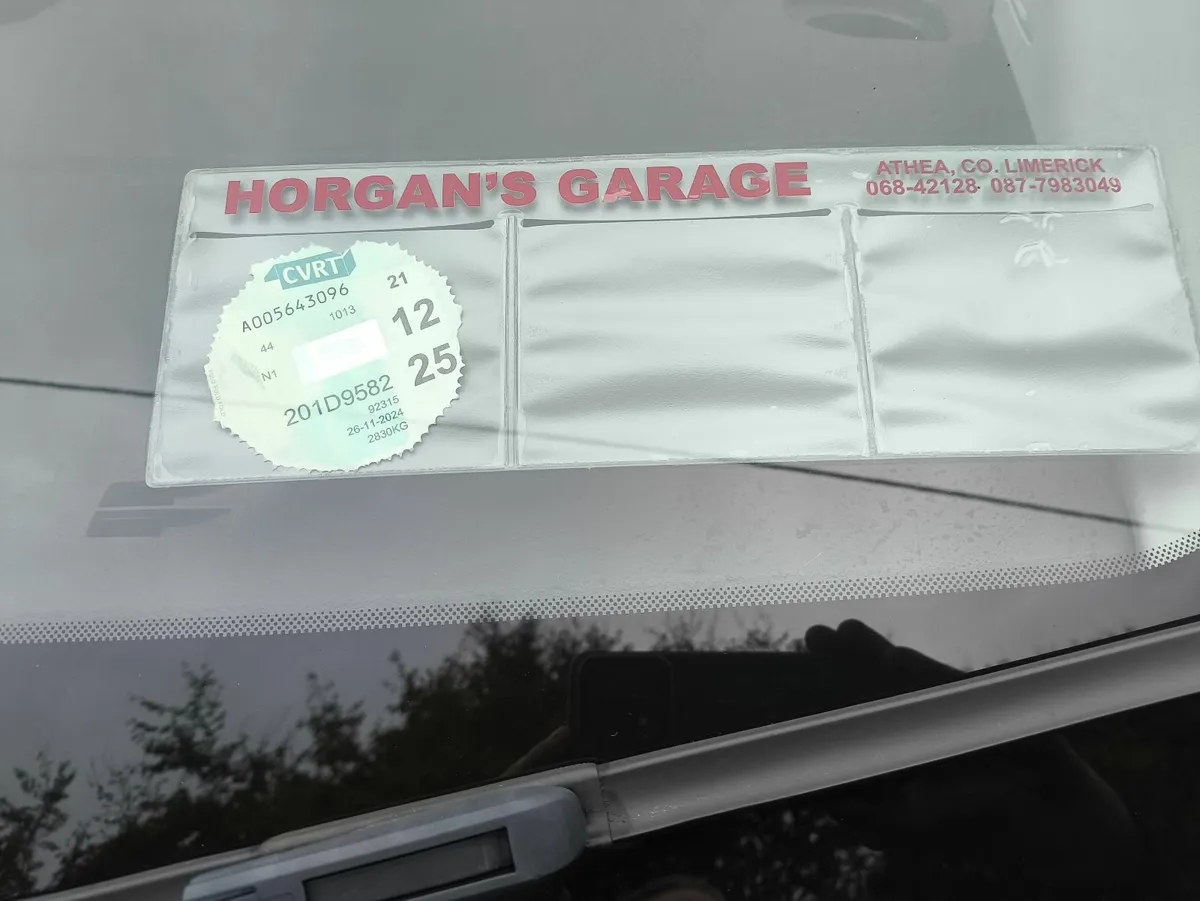 HORGAN'S GARAGE
ATHEA, CO. LIMERICK
068-42128 087-7983049
CVRT
A005643096
21
1013
12
44
25
N1
201D9582
92315
26-11-2024
2830KG